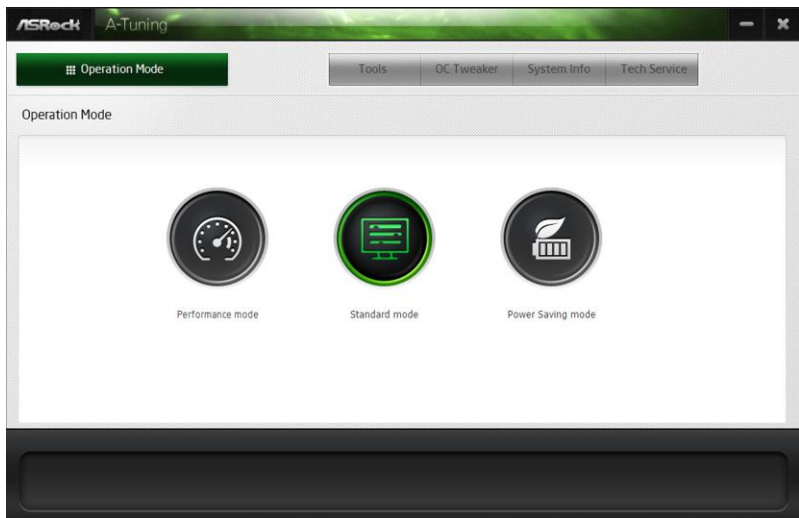 ASRock A-Tuning
Operation Mode Tools OC Tweaker System Info Tech Service
Operation Mode
Performance mode Standard mode Power Saving mode